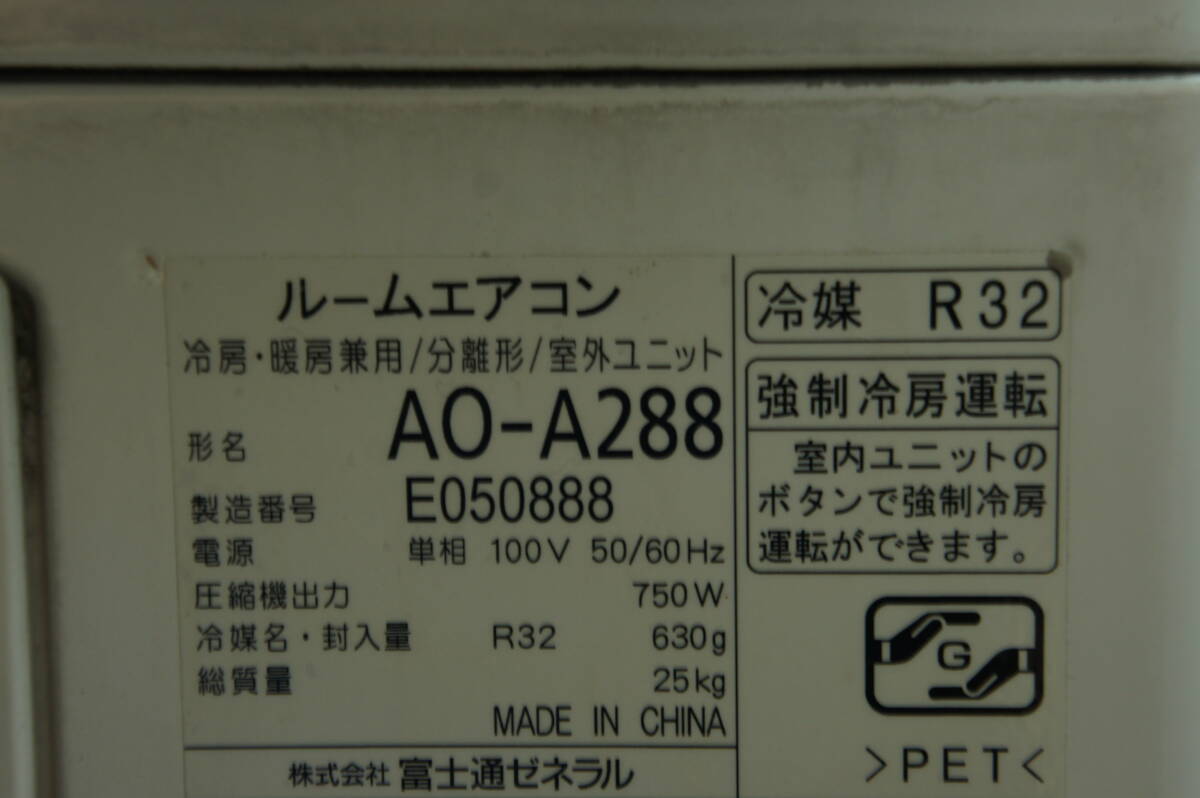 ルームエアコン
冷房・暖房兼用/分離形/室外ユニット
形名 AO-A288
製造番号 E050888
電源 単相 100V 50/60Hz
圧縮機出力 750W
冷媒名・封入量 R32 630g
総質量 25kg
MADE IN CHINA
株式会社 富士通ゼネラル
冷媒 R32
強制冷房運転
室内ユニットの
ボタンで強制冷房
運転ができます。
G
>PET<